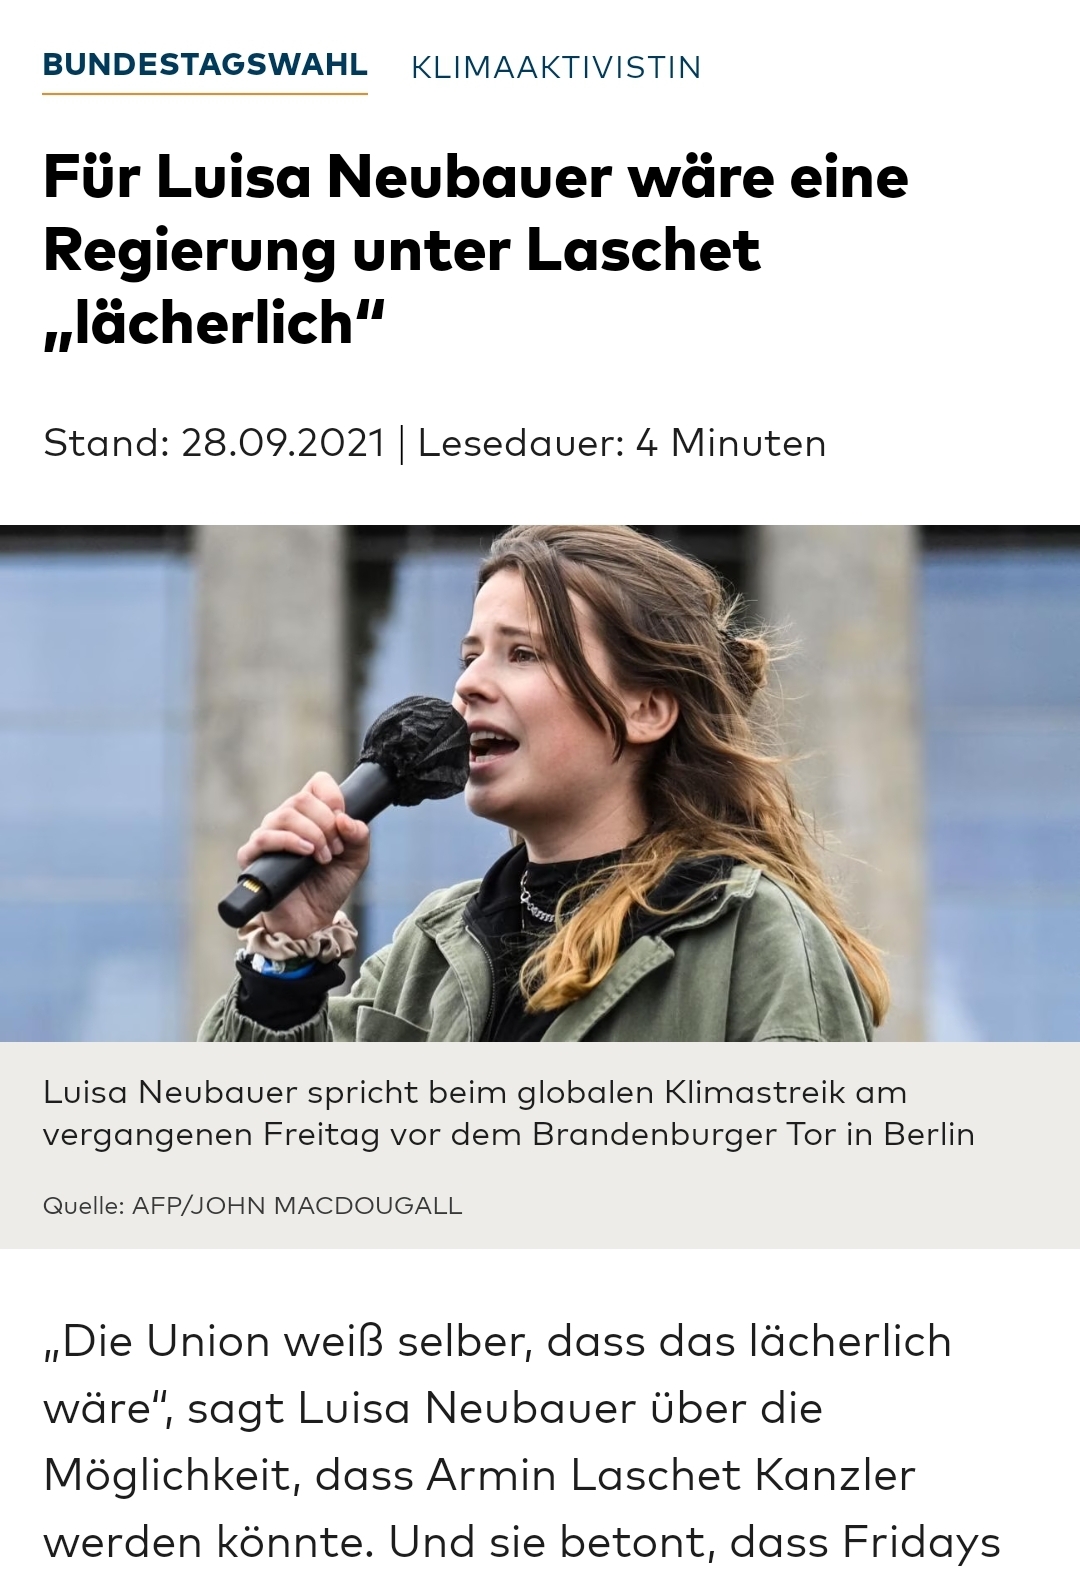 BUNDESTAGSWAHL KLIMAAKTIVISTIN
Für Luisa Neubauer wäre eine
Regierung unter Laschet
„lächerlich“
Stand: 28.09.2021 | Lesedauer: 4 Minuten
Luisa Neubauer spricht beim globalen Klimastreik am
vergangenen Freitag vor dem Brandenburger Tor in Berlin
Quelle: AFP/JOHN MACDOUGALL
„Die Union weiß selber, dass das lächerlich
wäre“, sagt Luisa Neubauer über die
Möglichkeit, dass Armin Laschet Kanzler
werden könnte. Und sie betont, dass Fridays